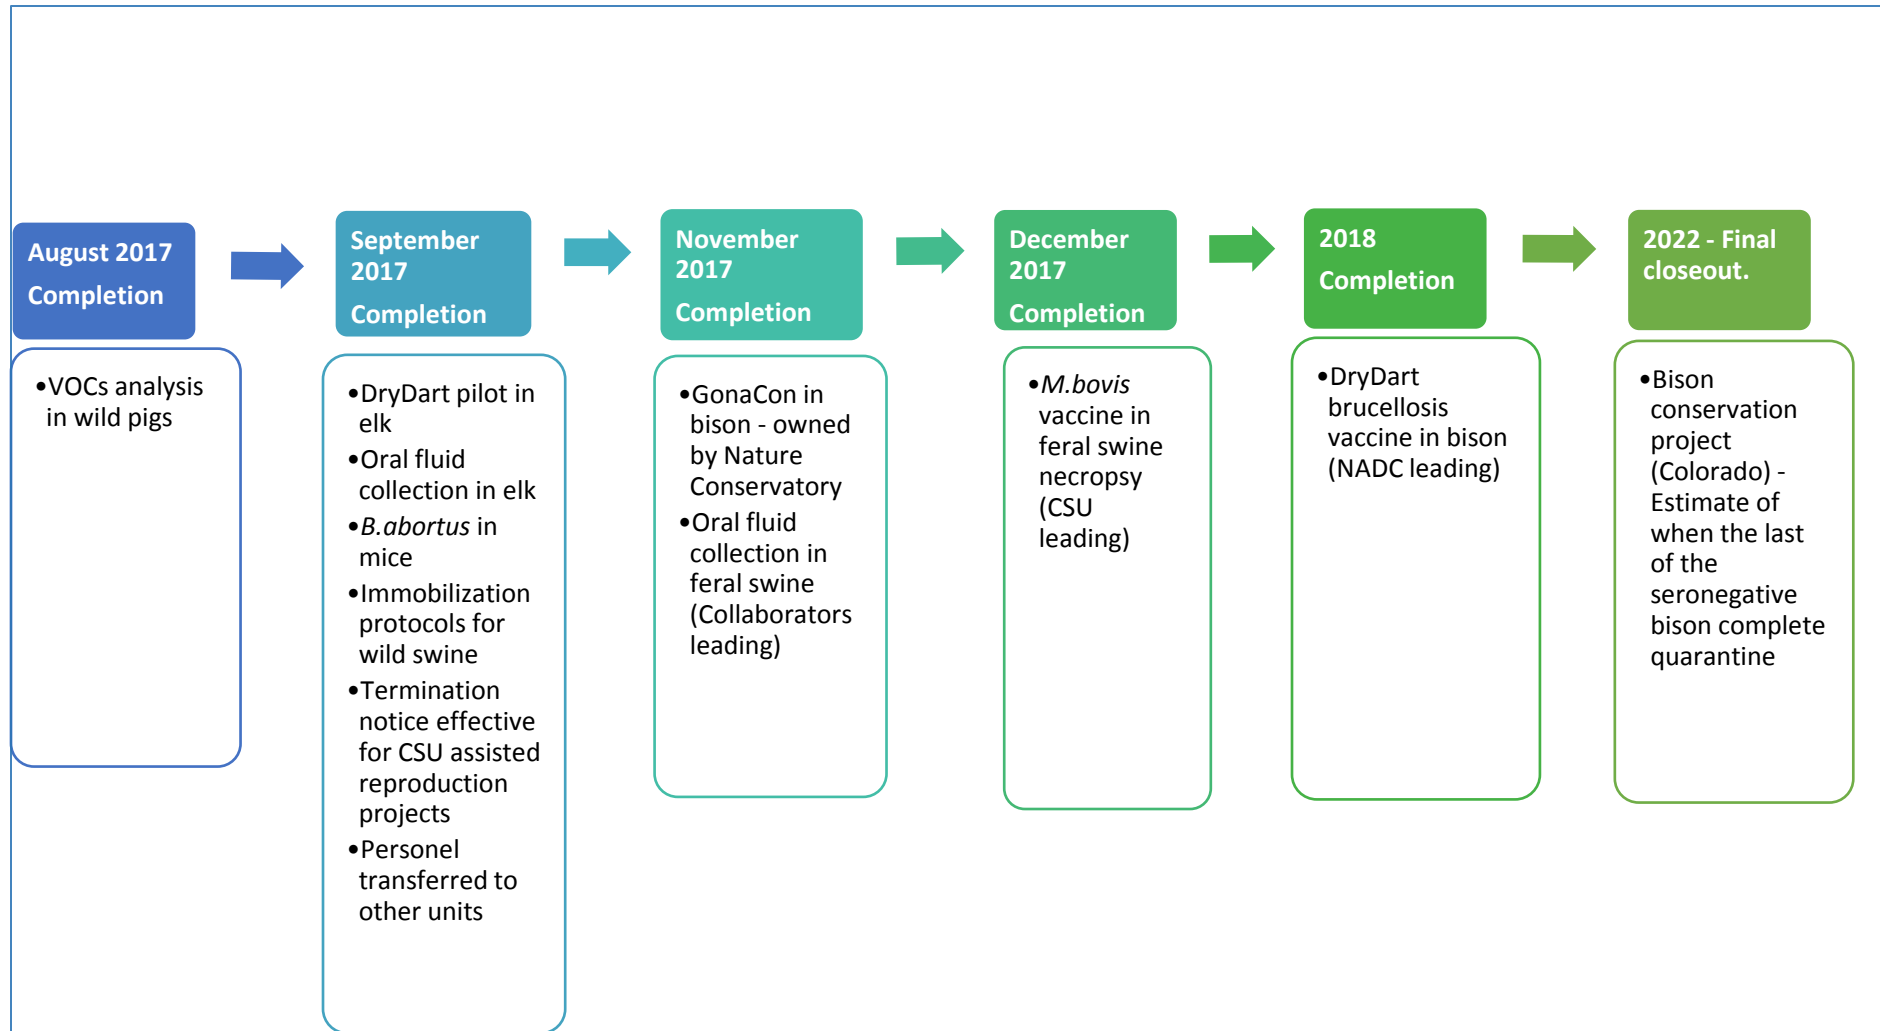 August 2017
Completion
•VOCs analysis
in wild pigs
September
2017
Completion
•DryDart pilot in
elk
•Oral fluid
collection in elk
•B.abortus in
mice
•Immobilization
protocols for
wild swine
•Termination
notice effective
for CSU assisted
reproduction
projects
•Personel
transferred to
other units
November
2017
Completion
•GonaCon in
bison - owned
by Nature
Conservatory
•Oral fluid
collection in
feral swine
(Collaborators
leading)
December
2017
Completion
•M.bovis
vaccine in
feral swine
necropsy
(CSU
leading)
2018
Completion
•DryDart
brucellosis
vaccine in bison
(NADC leading)
2022 - Final
closeout.
•Bison
conservation
project
(Colorado) -
Estimate of
when the last
of the
seronegative
bison complete
quarantine